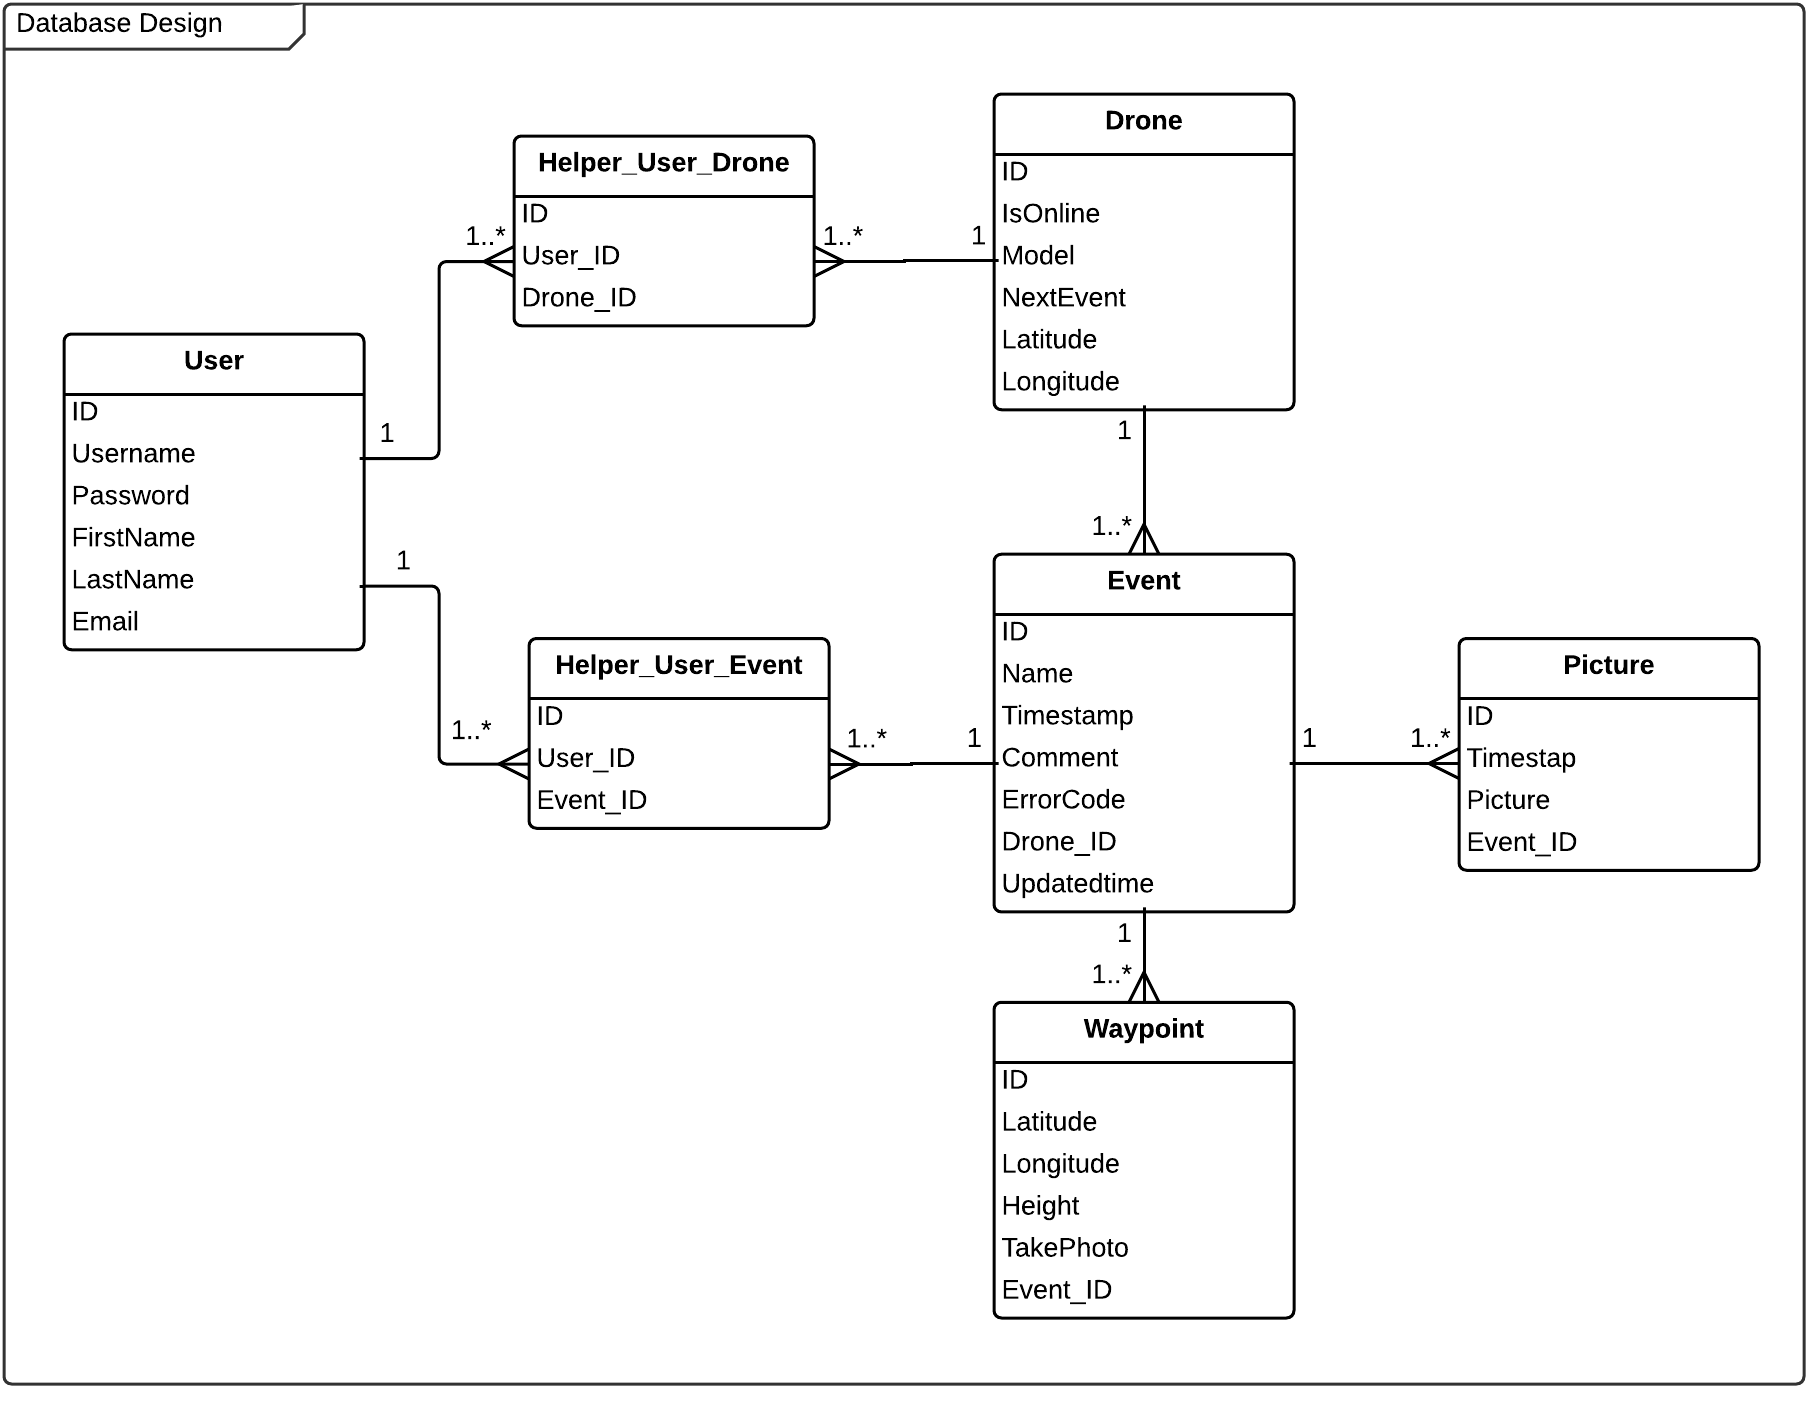 Database Design
Drone
ID
IsOnline
Model
NextEvent
Latitude
Longitude
Helper_User_Drone
ID
User_ID
Drone_ID
1..*
1..*
1
User
ID
Username
Password
FirstName
LastName
Email
1
1
1
1..*
Event
ID
Name
Timestamp
Comment
ErrorCode
Drone_ID
Updatedtime
Helper_User_Event
ID
User_ID
Event_ID
1..*
1..*
1
1
1..*
Picture
ID
Timestap
Picture
Event_ID
1
1..*
Waypoint
ID
Latitude
Longitude
Height
TakePhoto
Event_ID